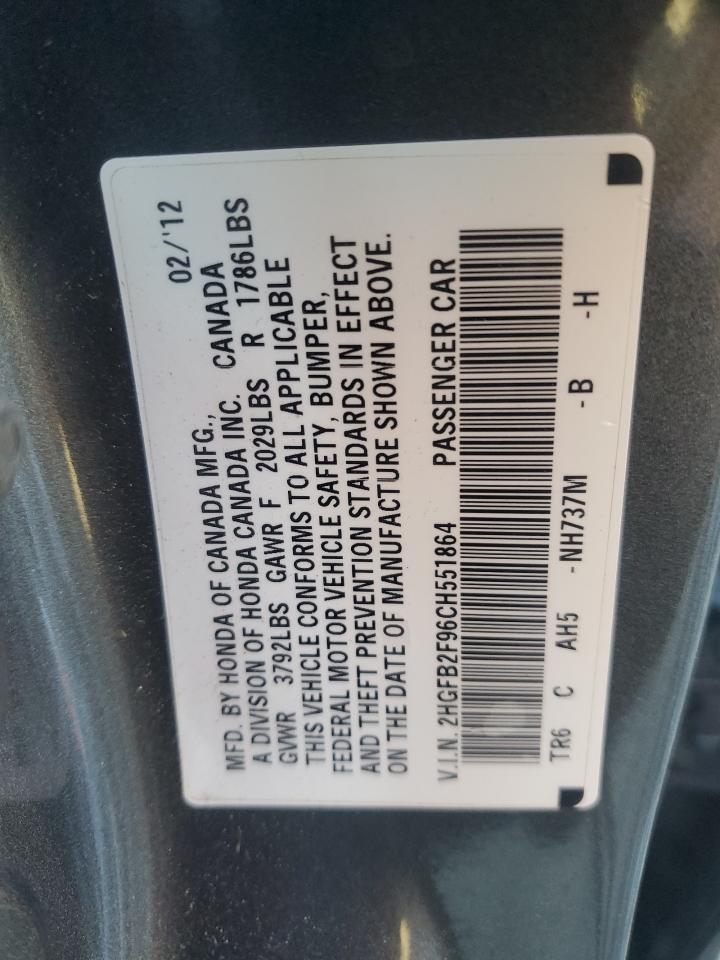 02/'12
MFD. BY HONDA OF CANADA MFG.,
A DIVISION OF HONDA CANADA INC. CANADA
GVWR 3792LBS GAWR F 2029LBS R 1786LBS
THIS VEHICLE CONFORMS TO ALL APPLICABLE
FEDERAL MOTOR VEHICLE SAFETY, BUMPER,
AND THEFT PREVENTION STANDARDS IN EFFECT
ON THE DATE OF MANUFACTURE SHOWN ABOVE.
V.I.N. 2HGFB2F96CH551864 PASSENGER CAR
TR6 C AH5 -NH737M -B -H